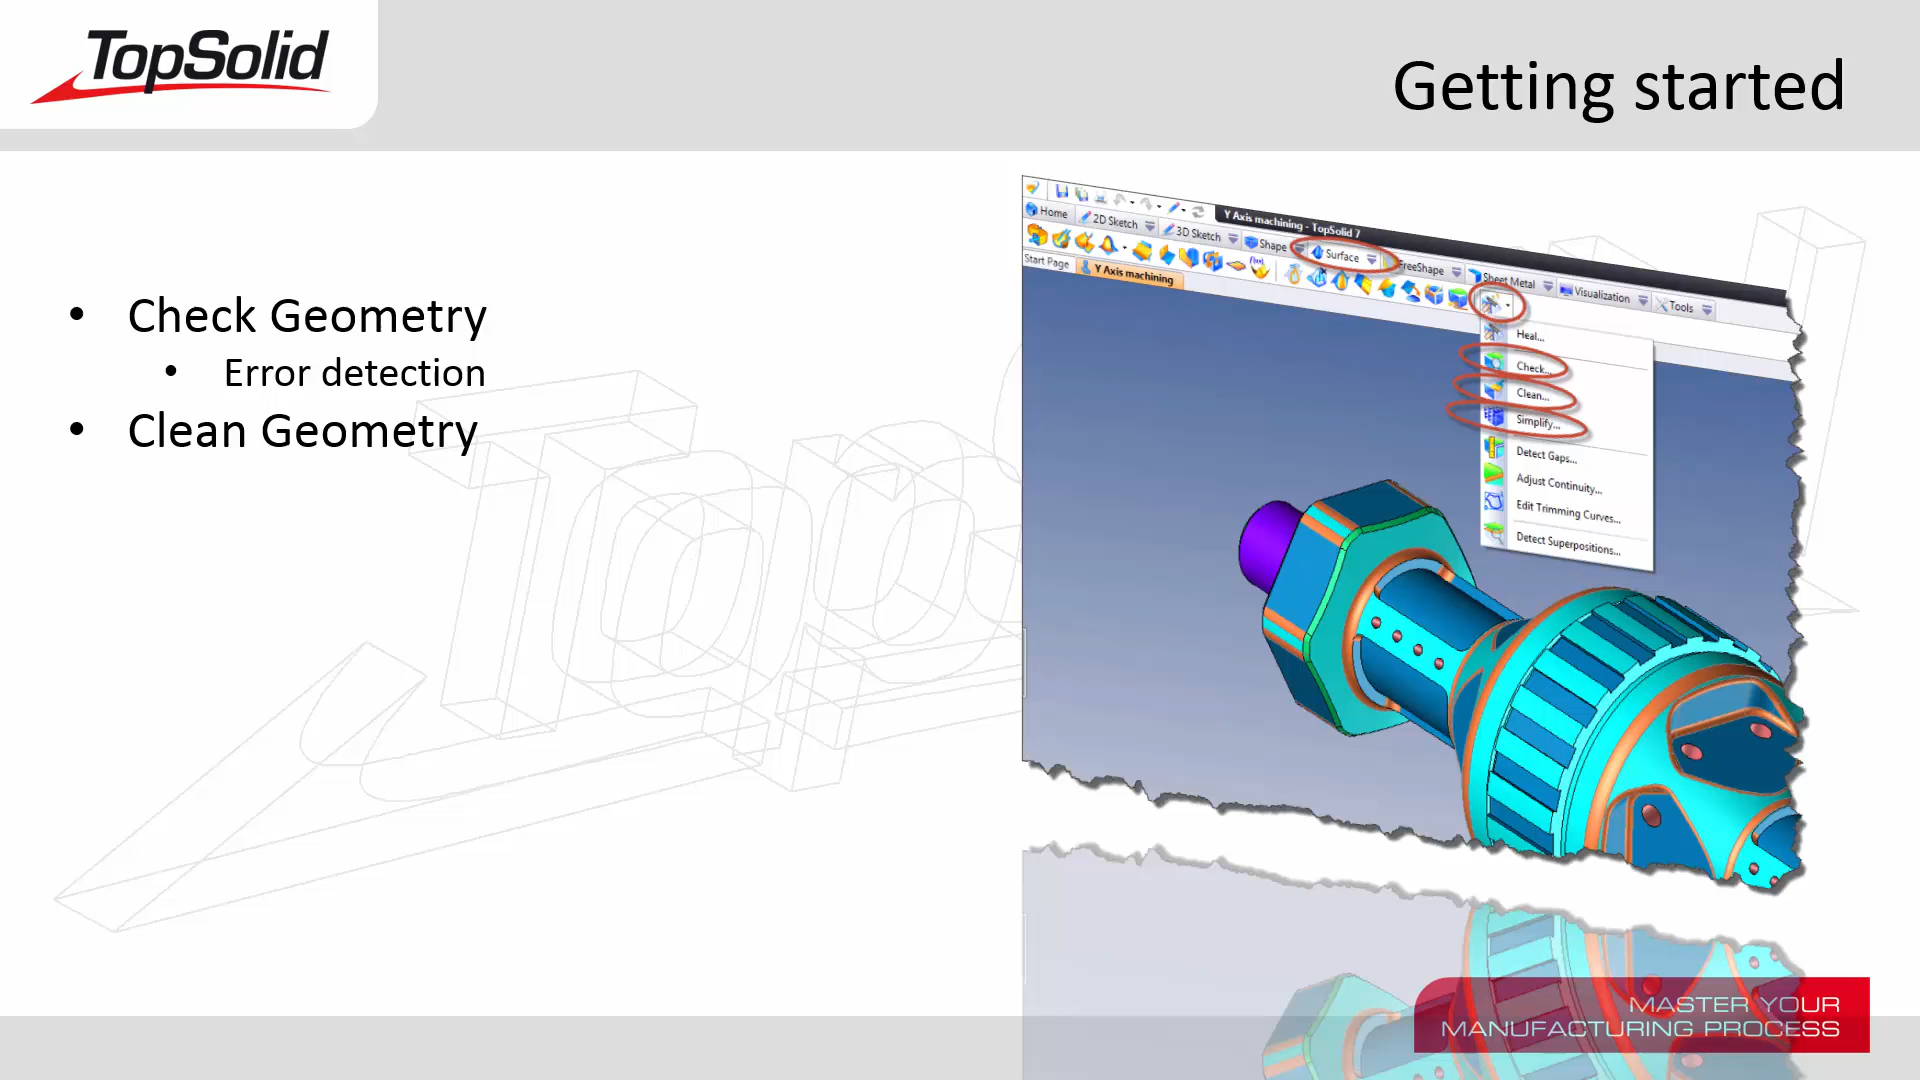 TopSolid
Getting started
• Check Geometry
• Error detection
• Clean Geometry
Y Axis machining - TopSolid 7
Home
2D Sketch
3D Sketch
Shape
Surface
FreeShape
Sheet Metal
Visualization
Tools
Start Page
Y Axis machining
Heal...
Check...
Clean...
Simplify...
Detect Gaps...
Adjust Continuity...
Edit Trimming Curves...
Detect Superpositions...
MASTER YOUR
MANUFACTURING PROCESS